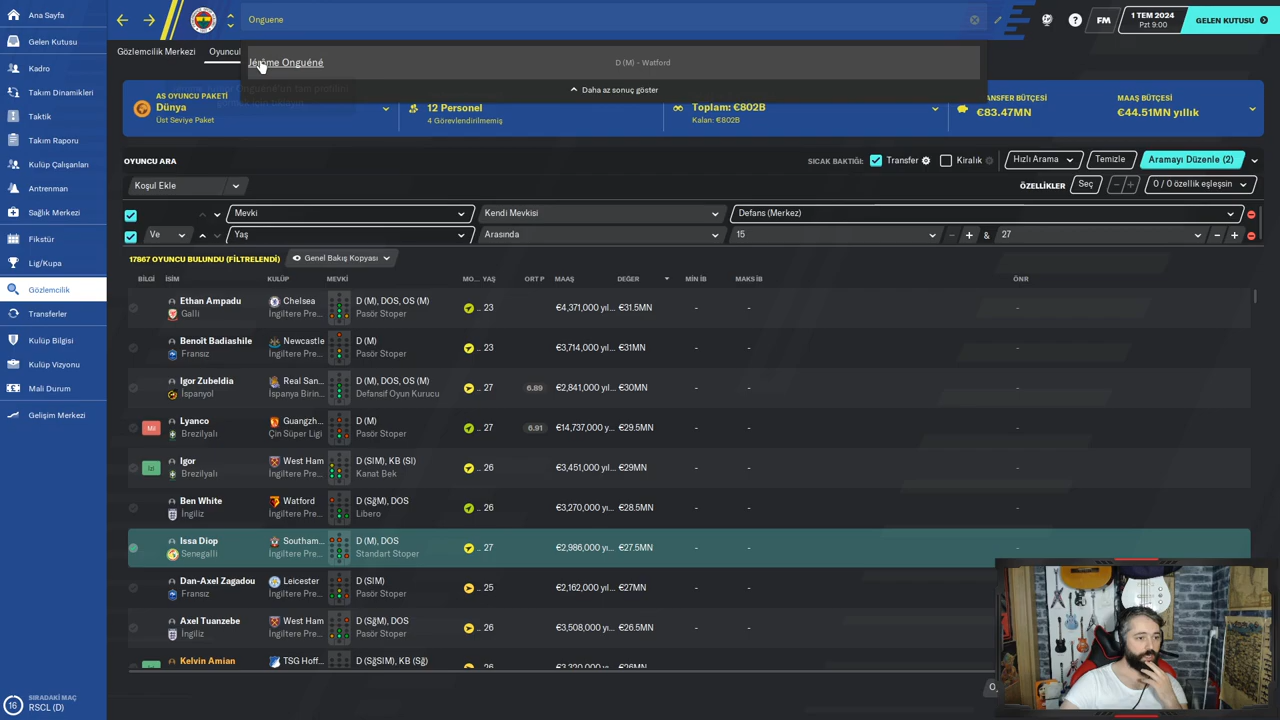 Ana Sayfa
Onguene
FM
1 TEM 2024
Pzt 9:00
GELEN KUTUSU
Gelen Kutusu
Gözlemcilik Merkezi
Oyuncul
Jérôme Onguéné
D (M) - Watford
Kadro
Daha az sonuç göster
Takım Dinamikleri
AS OYUNCU PAKETİ
Dünya
Üst Seviye Paket
12 Personel
4 Görevlendirilmemiş
Toplam: €802B
Kalan: €802B
TRANSFER BÜTÇESİ
€83.47MN
MAAŞ BÜTÇESİ
€44.51MN yıllık
Taktik
Takım Raporu
OYUNCU ARA
SICAK BAKTIĞI:
Transfer
Kiralık
Hızlı Arama
Temizle
Aramayı Düzenle (2)
Kulüp Çalışanları
Antrenman
Koşul Ekle
ÖZELLİKLER
Seç
0 / 0 özellik eşleşsin
Sağlık Merkezi
Mevki
Kendi Mevkisi
Defans (Merkez)
Fikstür
Ve
Yaş
Arasında
15
&
27
Lig/Kupa
17867 OYUNCU BULUNDU (FİLTRELENDİ)
Genel Bakış Kopyası
Gözlemcilik
BİLGİ İSİM KULÜP MEVKİ MO... YAŞ ORT P MAAŞ DEĞER MİN İB MAKS İB ÖNR
Transferler
Kulüp Bilgisi
Kulüp Vizyonu
Mali Durum
Gelişim Merkezi
Ethan Ampadu Chelsea D (M), DOS, OS (M) .. 23 €4,371,000 yıl... €31.5MN - - -
Galli İngiltere Pre... Pasör Stoper
Benoît Badiashile Newcastle D (M) .. 23 €3,714,000 yıl... €31MN - - -
Fransız İngiltere Pre... Pasör Stoper
Igor Zubeldia Real San... D (M), DOS, OS (M) .. 27 6.89 €2,841,000 yıl... €30MN - - -
İspanyol İspanya Birin... Defansif Oyun Kurucu
Lyanco Guangzh... D (M) .. 27 6.91 €14,737,000 yıl... €29.5MN - - -
Brezilyalı Çin Süper Ligi Pasör Stoper
Igor West Ham D (SlM), KB (Sl) .. 26 €3,451,000 yıl... €29MN - - -
Brezilyalı İngiltere Pre... Kanat Bek
Ben White Watford D (SğM), DOS .. 26 €3,270,000 yıl... €28.5MN - - -
İngiliz İngiltere Pre... Libero
Issa Diop Southam... D (M), DOS .. 27 €2,986,000 yıl... €27.5MN - - -
Senegalli İngiltere Pre... Standart Stoper
Dan-Axel Zagadou Leicester D (SlM) .. 25 €2,162,000 yıl... €27MN - -
Fransız İngiltere Pre... Pasör Stoper
Axel Tuanzebe West Ham D (SğM), DOS .. 26 €3,508,000 yıl... €26.5MN - -
İngiliz İngiltere Pre... Pasör Stoper
Kelvin Amian TSG Hoff... D (SğSlM), KB (Sğ)
16
SIRADAKİ MAÇ
RSCL (D)